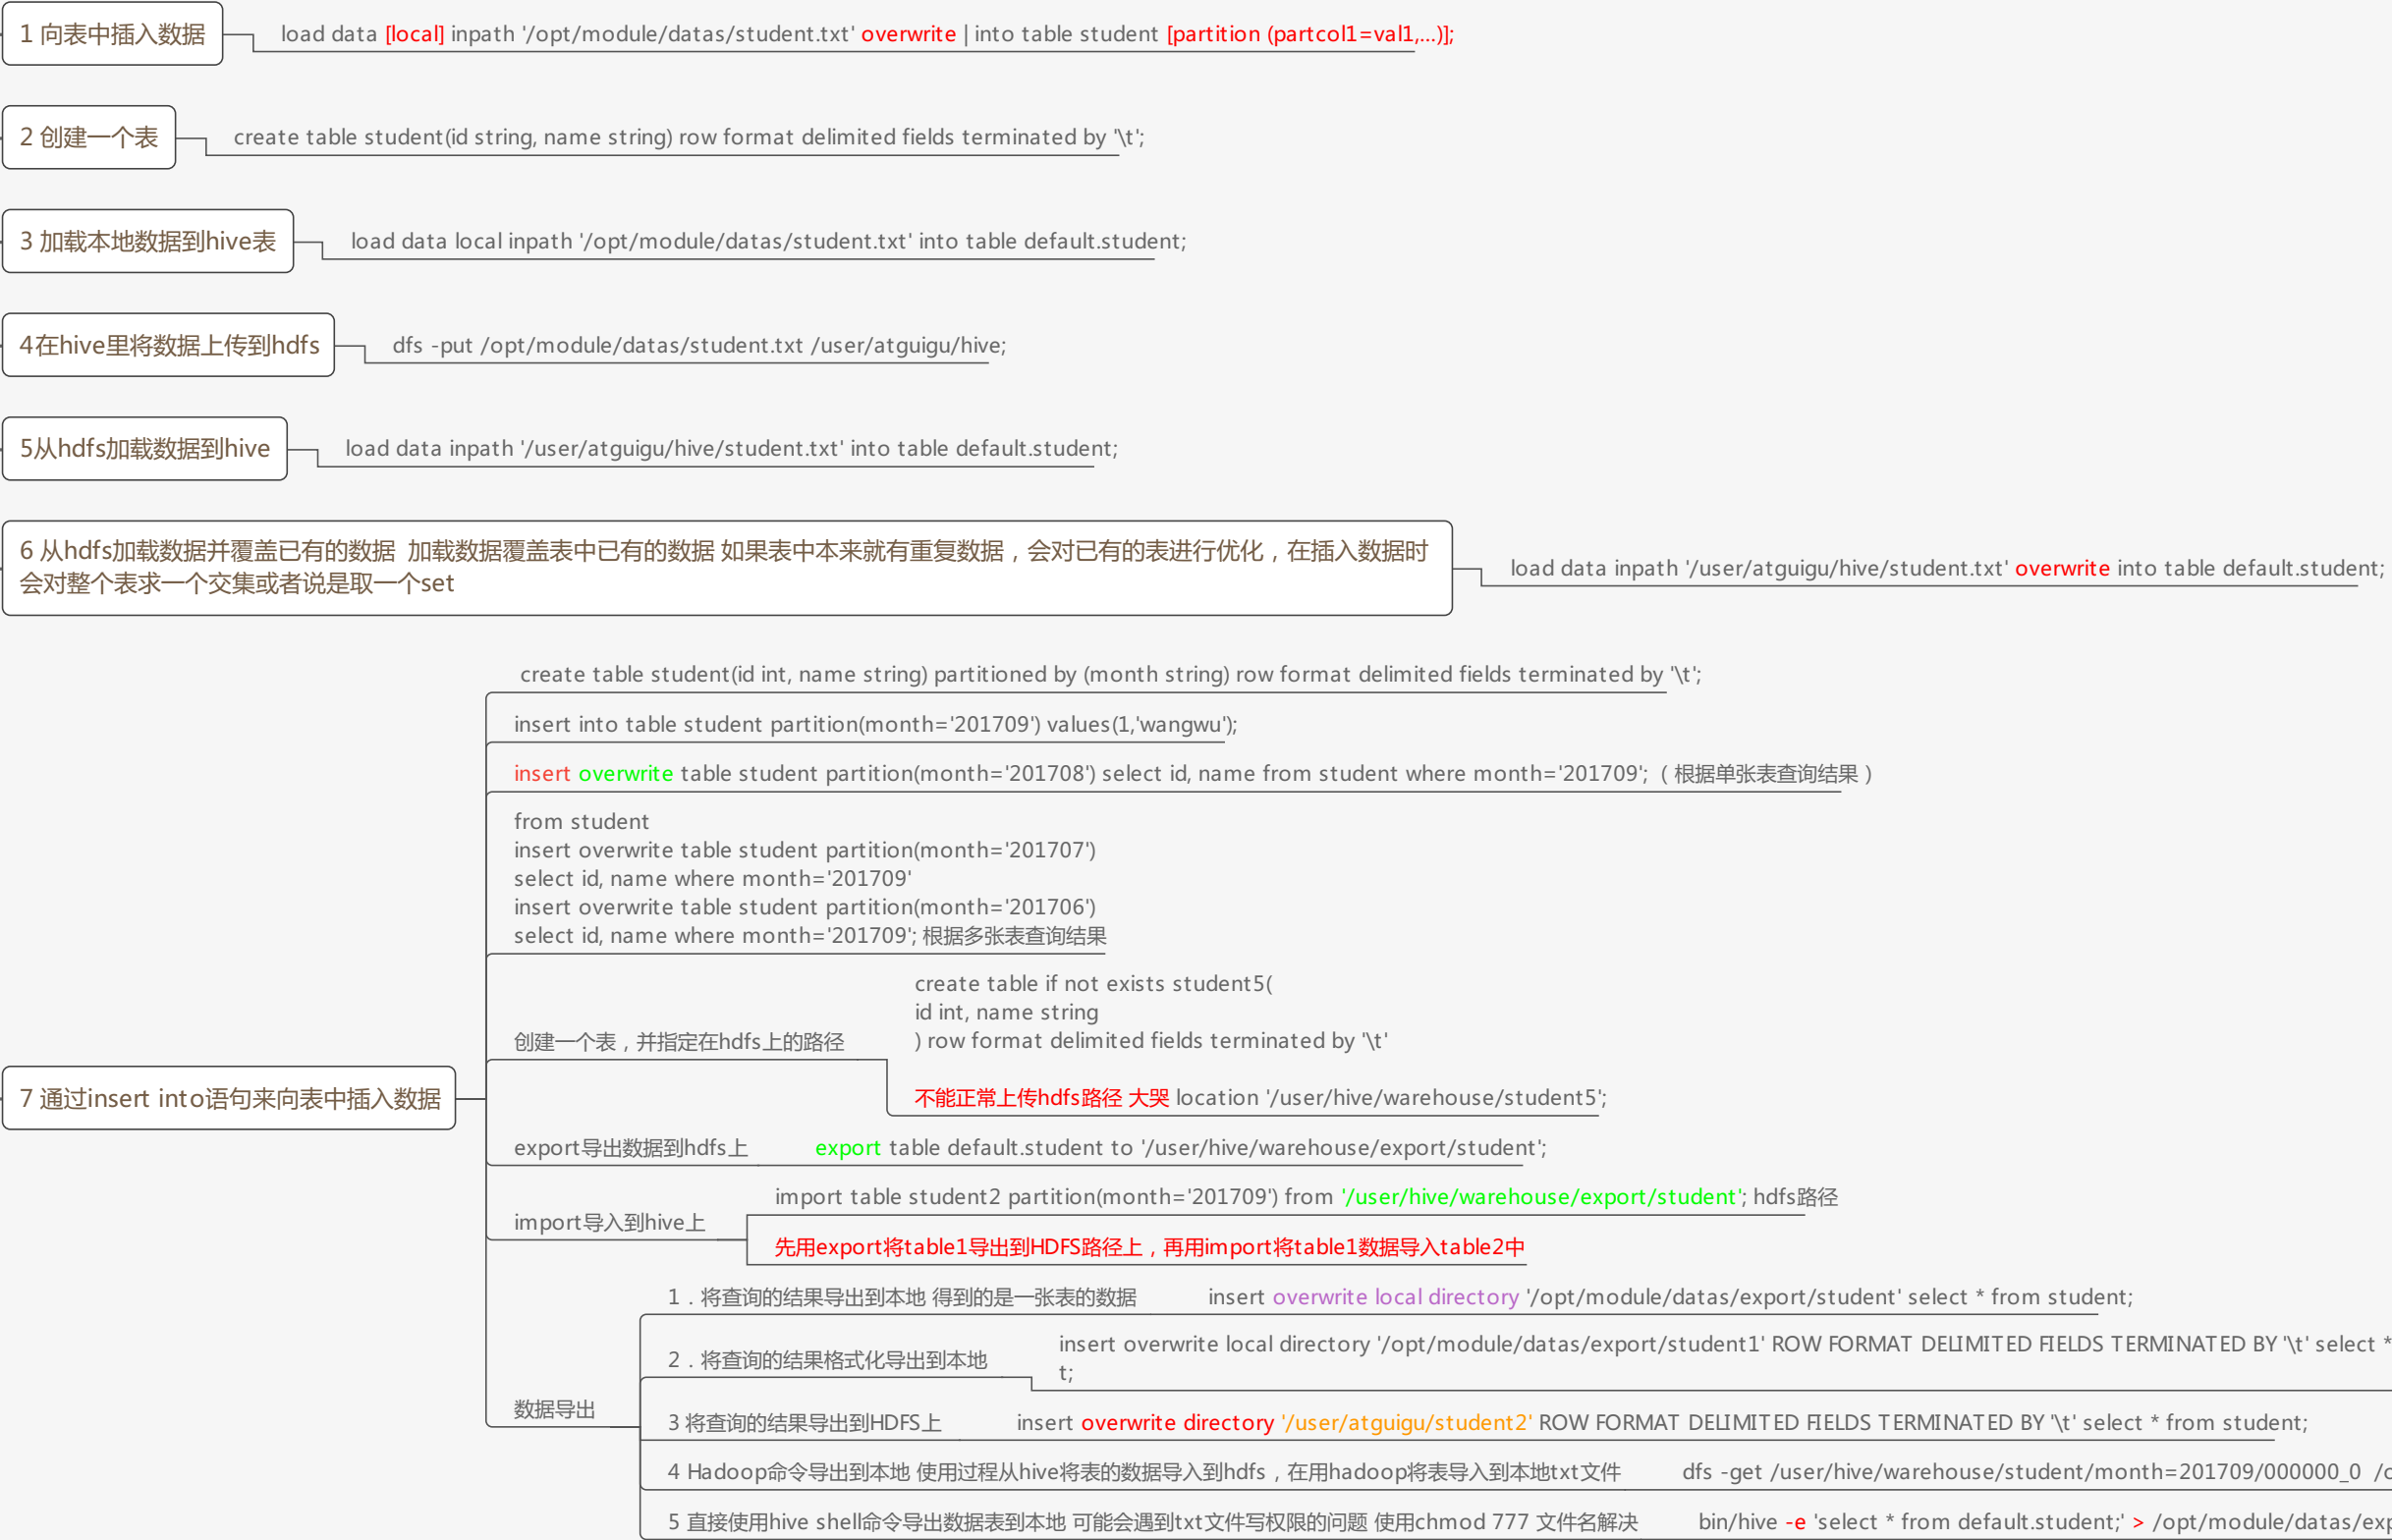 1 向表中插入数据
load data [local] inpath '/opt/module/datas/student.txt' overwrite | into table student [partition (partcol1=val1,…)];
2 创建一个表
create table student(id string, name string) row format delimited fields terminated by '\t';
3 加载本地数据到hive表
load data local inpath '/opt/module/datas/student.txt' into table default.student;
4在hive里将数据上传到hdfs
dfs -put /opt/module/datas/student.txt /user/atguigu/hive;
5从hdfs加载数据到hive
load data inpath '/user/atguigu/hive/student.txt' into table default.student;
6 从hdfs加载数据并覆盖已有的数据  加载数据覆盖表中已有的数据 如果表中本来就有重复数据，会对已有的表进行优化，在插入数据时
会对整个表求一个交集或者说是取一个set
load data inpath '/user/atguigu/hive/student.txt' overwrite into table default.student;
7 通过insert into语句来向表中插入数据
create table student(id int, name string) partitioned by (month string) row format delimited fields terminated by '\t';
insert into table student partition(month='201709') values(1,'wangwu');
insert overwrite table student partition(month='201708') select id, name from student where month='201709';（根据单张表查询结果）
from student
insert overwrite table student partition(month='201707')
select id, name where month='201709'
insert overwrite table student partition(month='201706')
select id, name where month='201709'; 根据多张表查询结果
创建一个表，并指定在hdfs上的路径
create table if not exists student5(
id int, name string
) row format delimited fields terminated by '\t'
不能正常上传hdfs路径 大哭 location '/user/hive/warehouse/student5';
export导出数据到hdfs上
export table default.student to '/user/hive/warehouse/export/student';
import导入到hive上
import table student2 partition(month='201709') from '/user/hive/warehouse/export/student'; hdfs路径
先用export将table1导出到HDFS路径上，再用import将table1数据导入table2中
数据导出
1．将查询的结果导出到本地 得到的是一张表的数据
insert overwrite local directory '/opt/module/datas/export/student' select * from student;
2．将查询的结果格式化导出到本地
insert overwrite local directory '/opt/module/datas/export/student1' ROW FORMAT DELIMITED FIELDS TERMINATED BY '\t' select *
t;
3 将查询的结果导出到HDFS上
insert overwrite directory '/user/atguigu/student2' ROW FORMAT DELIMITED FIELDS TERMINATED BY '\t' select * from student;
4 Hadoop命令导出到本地 使用过程从hive将表的数据导入到hdfs，在用hadoop将表导入到本地txt文件
dfs -get /user/hive/warehouse/student/month=201709/000000_0
5 直接使用hive shell命令导出数据表到本地 可能会遇到txt文件写权限的问题 使用chmod 777 文件名解决
bin/hive -e 'select * from default.student;' > /opt/module/datas/exp